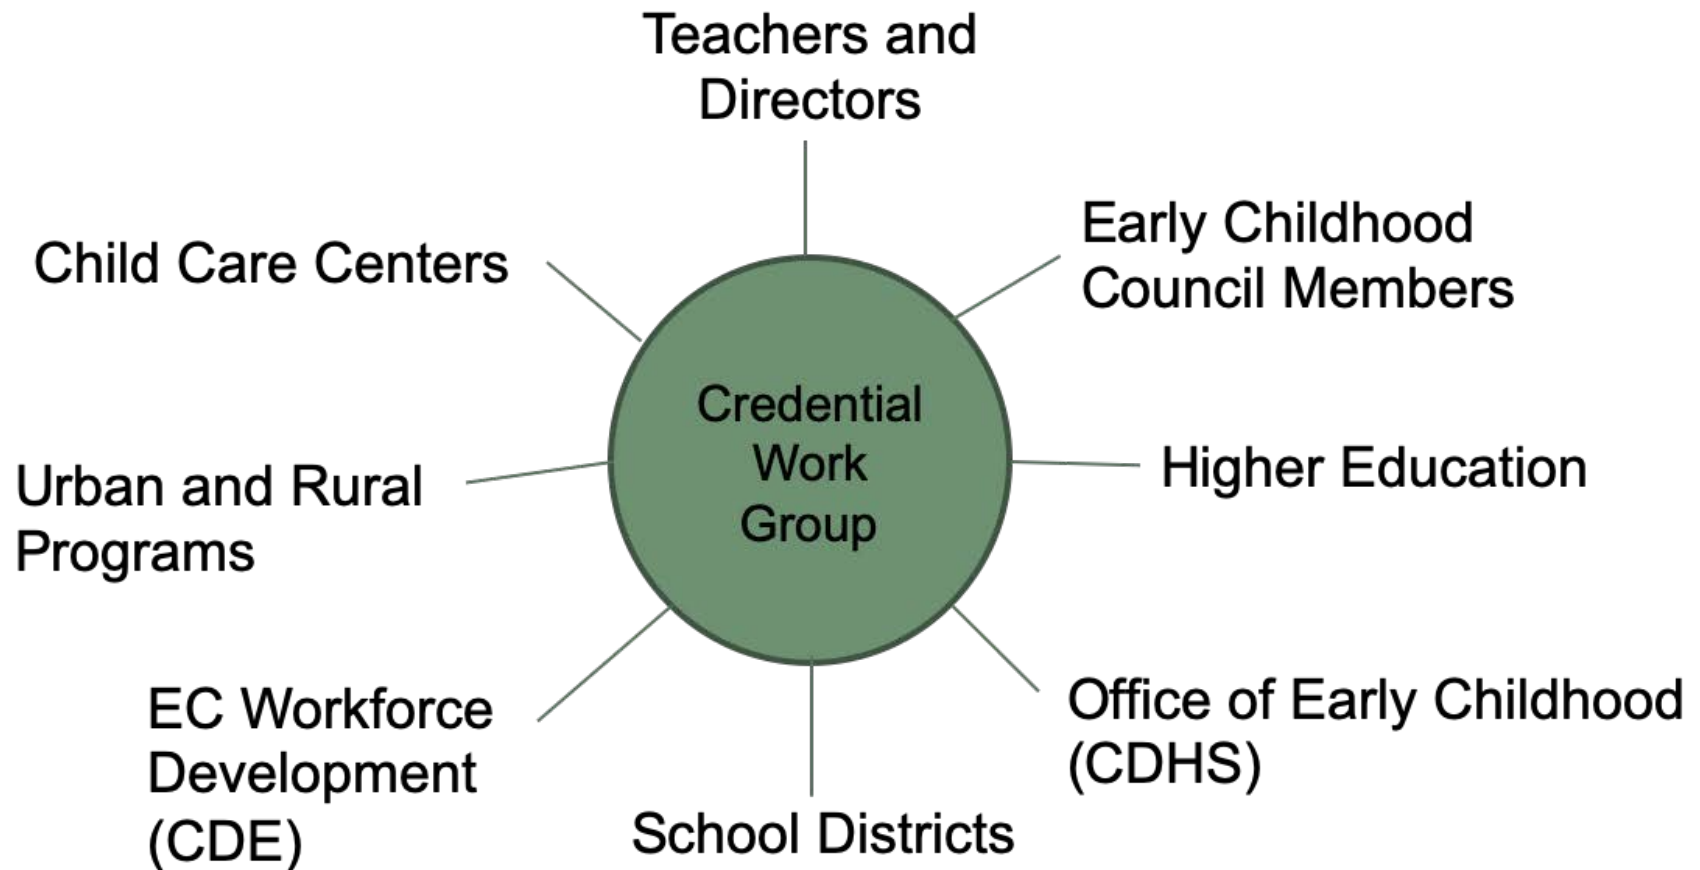 Teachers and
Directors
Early Childhood
Council Members
Child Care Centers
Credential
Work
Group
Higher Education
Urban and Rural
Programs
Office of Early Childhood
(CDHS)
EC Workforce
Development
(CDE)
School Districts